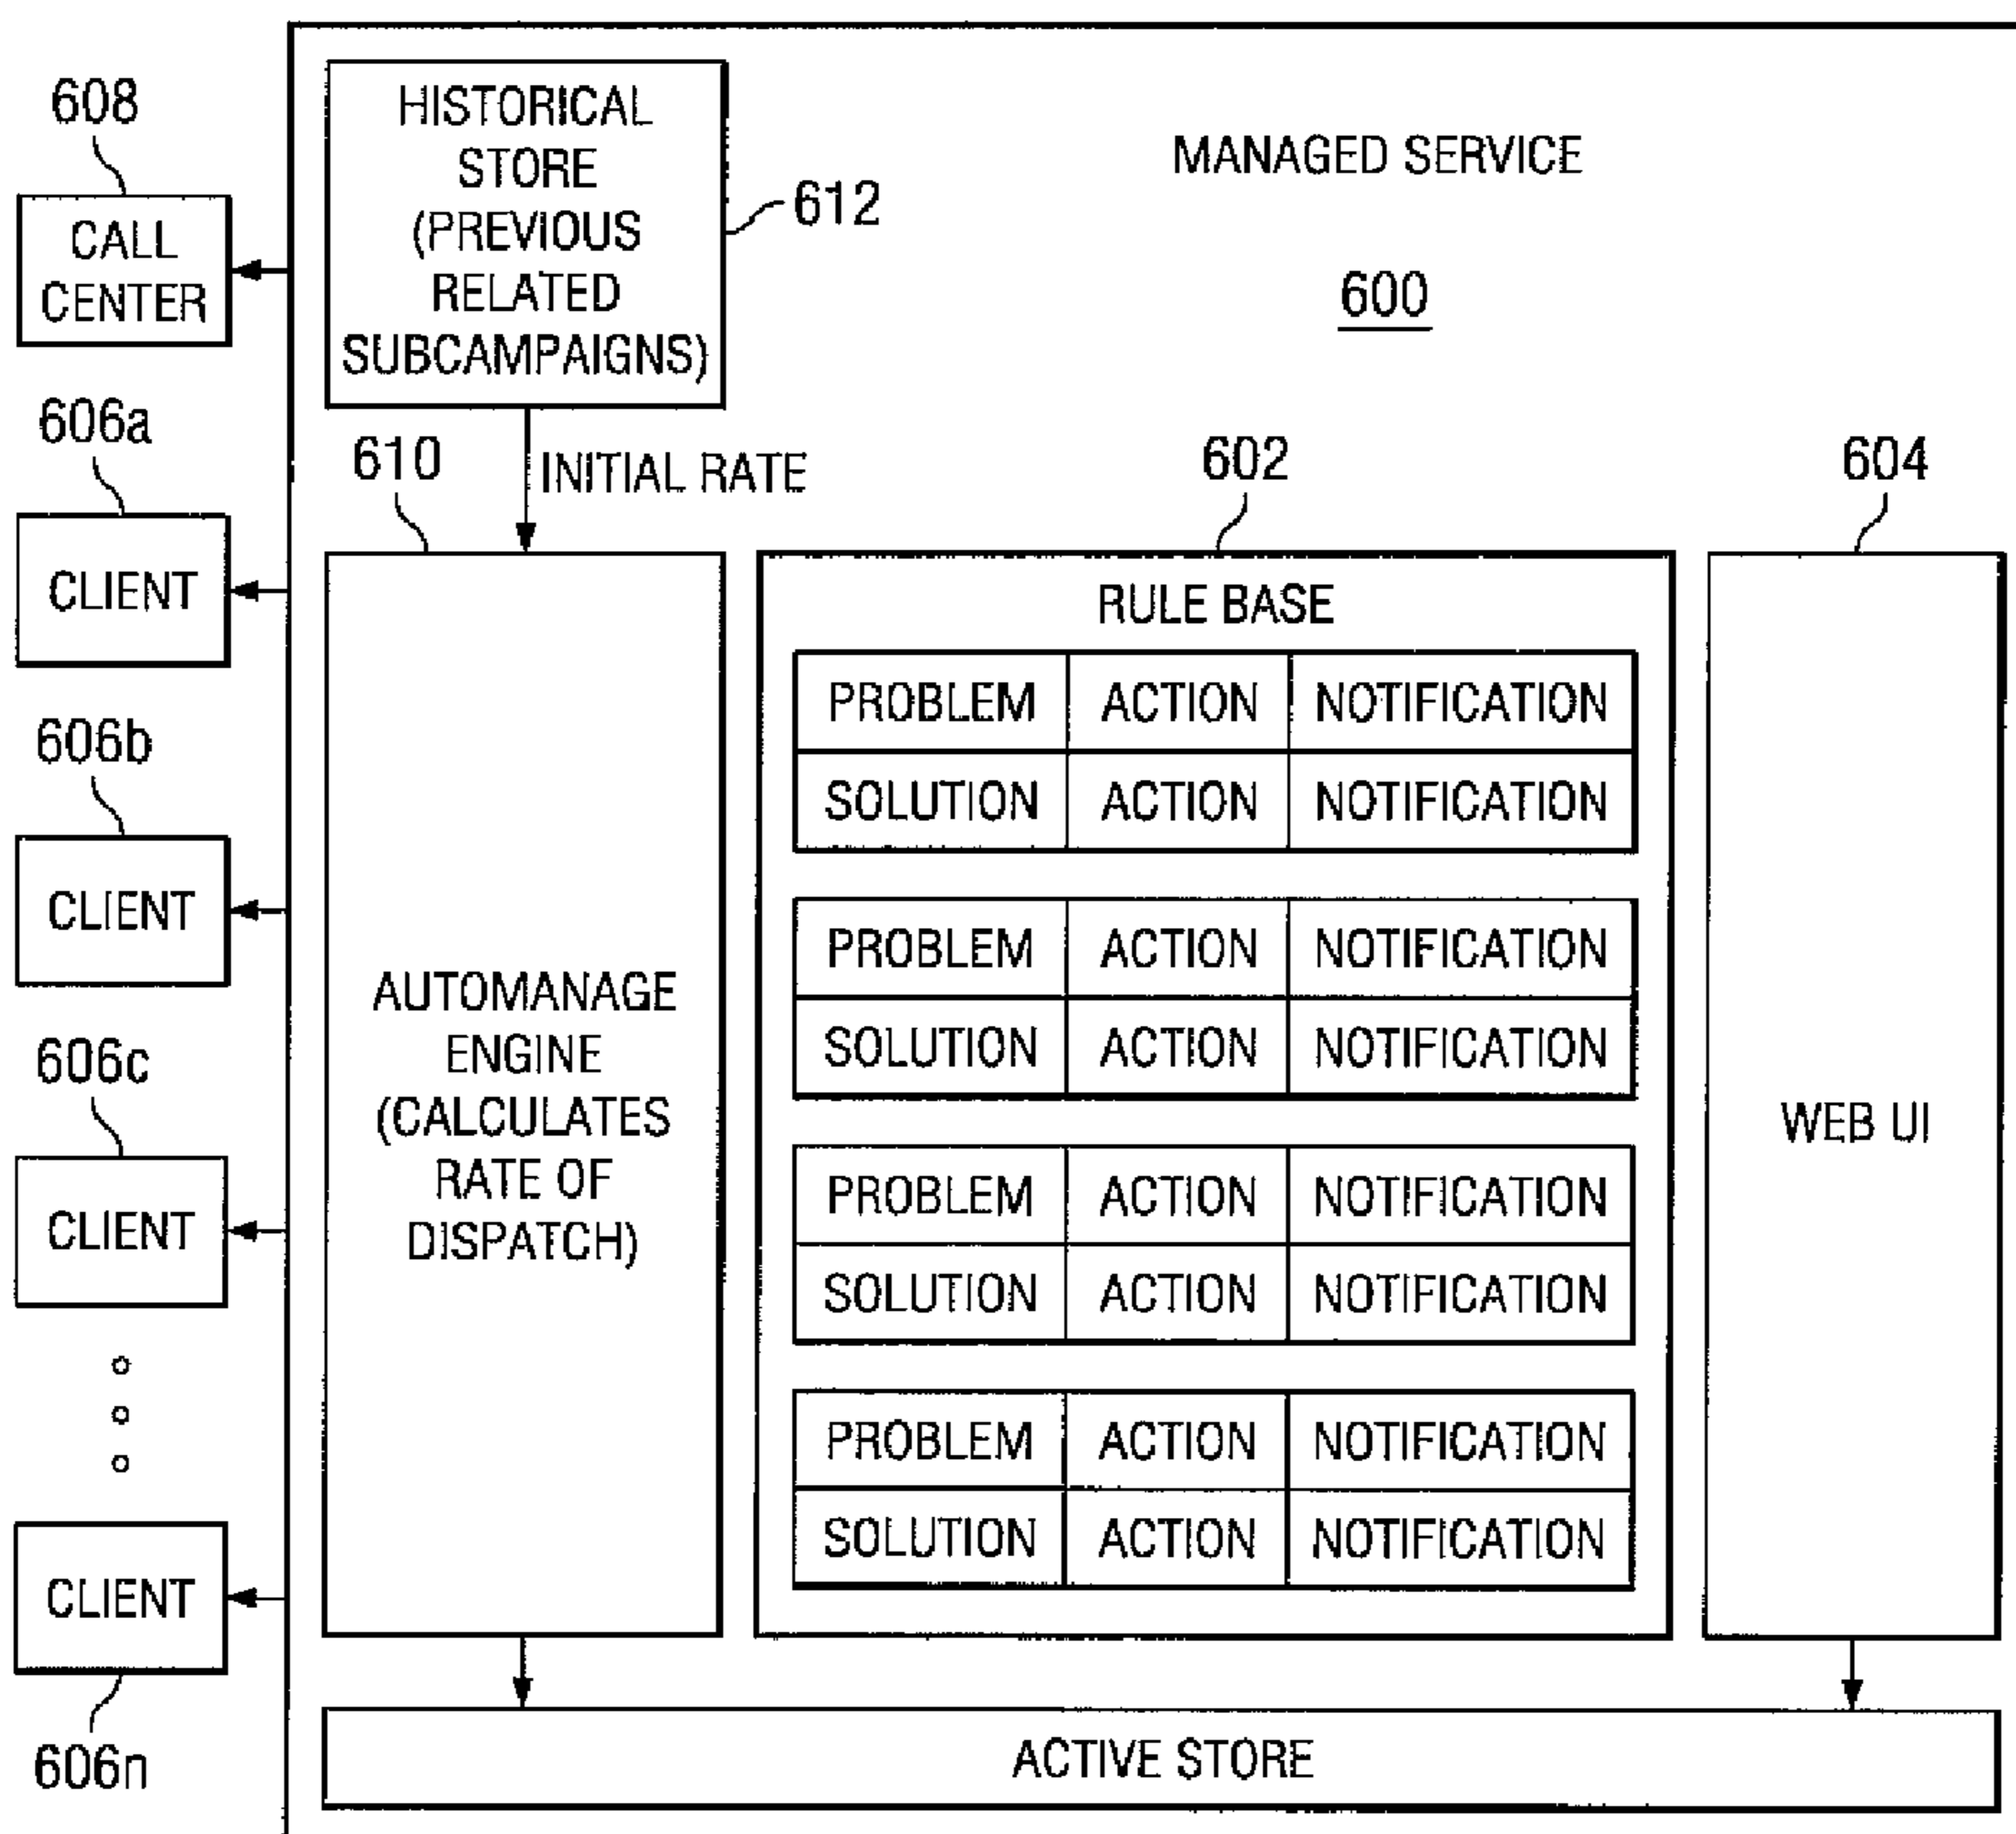 608
CALL
CENTER
606a
CLIENT
606b
CLIENT
606c
CLIENT
CLIENT
606n
HISTORICAL
STORE
(PREVIOUS
RELATED
SUBCAMPAIGNS)
612
MANAGED SERVICE
600
610
INITIAL RATE
602
604
AUTOMANAGE
ENGINE
(CALCULATES
RATE OF
DISPATCH)
RULE BASE
PROBLEM ACTION NOTIFICATION
SOLUTION ACTION NOTIFICATION
PROBLEM ACTION NOTIFICATION
SOLUTION ACTION NOTIFICATION
PROBLEM ACTION NOTIFICATION
SOLUTION ACTION NOTIFICATION
PROBLEM ACTION NOTIFICATION
SOLUTION ACTION NOTIFICATION
WEB UI
ACTIVE STORE